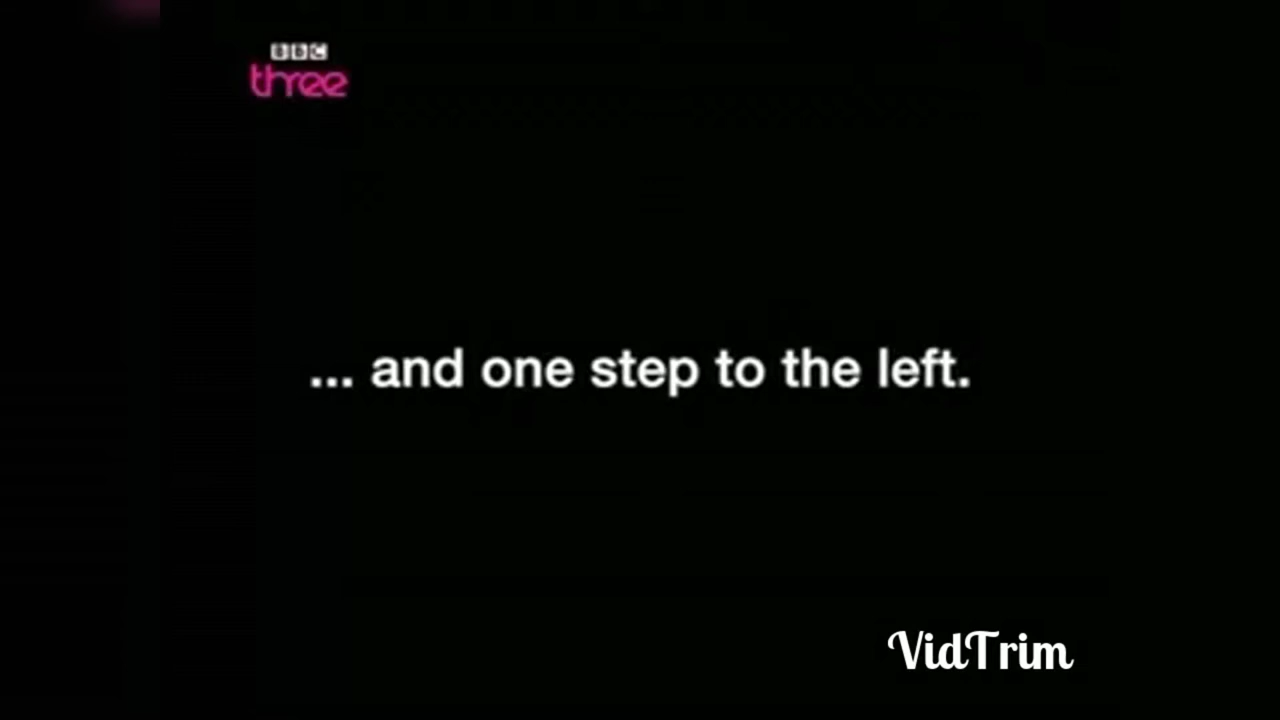 BBC
three
... and one step to the left.
VidTrim